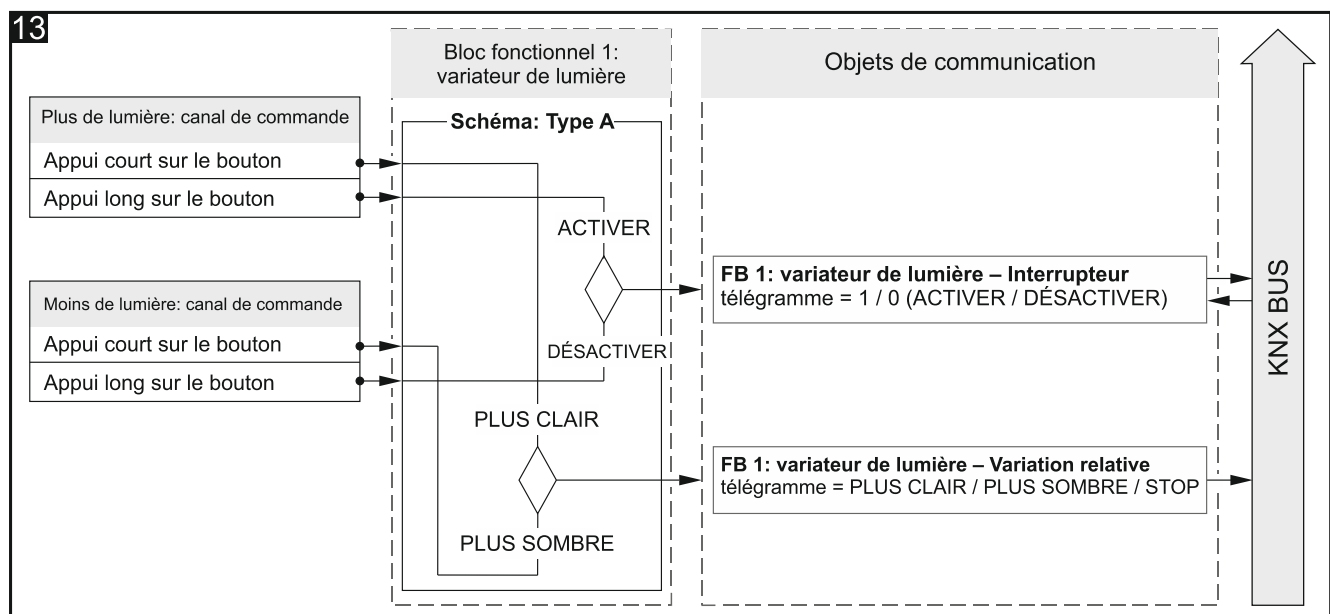 13
Bloc fonctionnel 1:
variateur de lumière
Objets de communication
Plus de lumière: canal de commande
Appui court sur le bouton
Appui long sur le bouton
Schéma: Type A
ACTIVER
Moins de lumière: canal de commande
Appui court sur le bouton
Appui long sur le bouton
DÉSACTIVER
PLUS CLAIR
PLUS SOMBRE
FB 1: variateur de lumière – Interrupteur
télégramme = 1 / 0 (ACTIVER / DÉSACTIVER)
FB 1: variateur de lumière – Variation relative
télégramme = PLUS CLAIR / PLUS SOMBRE / STOP
KNX BUS